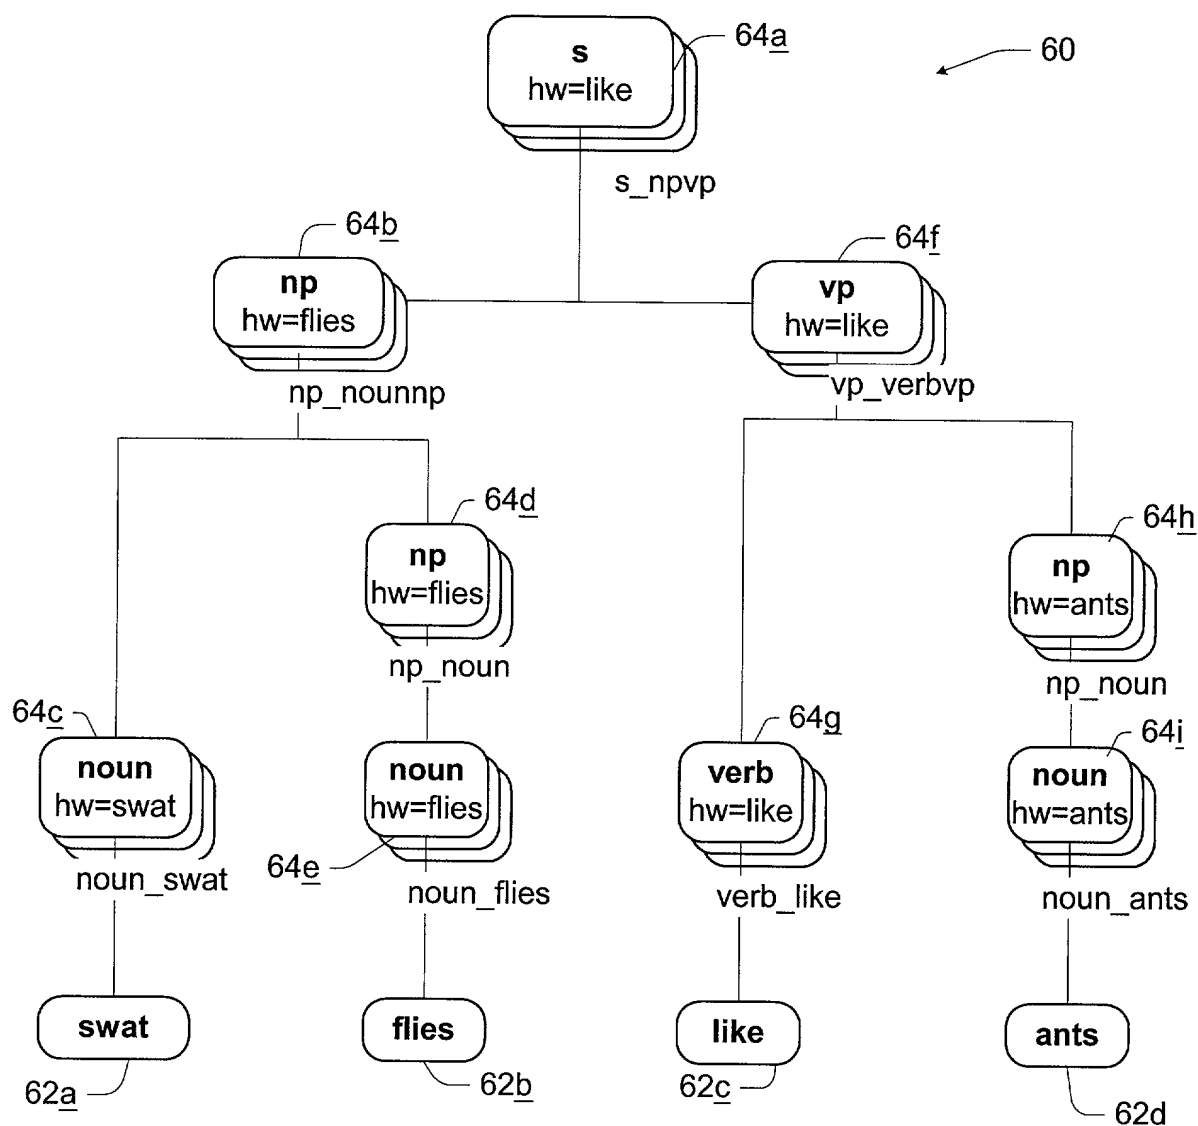 s
hw=like
64a
60
s_npvp
64b
np
hw=flies
np_nounnp
64f
vp
hw=like
vp_verbvp
64d
np
hw=flies
np_noun
64h
np
hw=ants
np_noun
64c
noun
hw=swat
noun_swat
noun
hw=flies
64e
noun_flies
64g
verb
hw=like
verb_like
64i
noun
hw=ants
noun_ants
swat
62a
flies
62b
like
62c
ants
62d